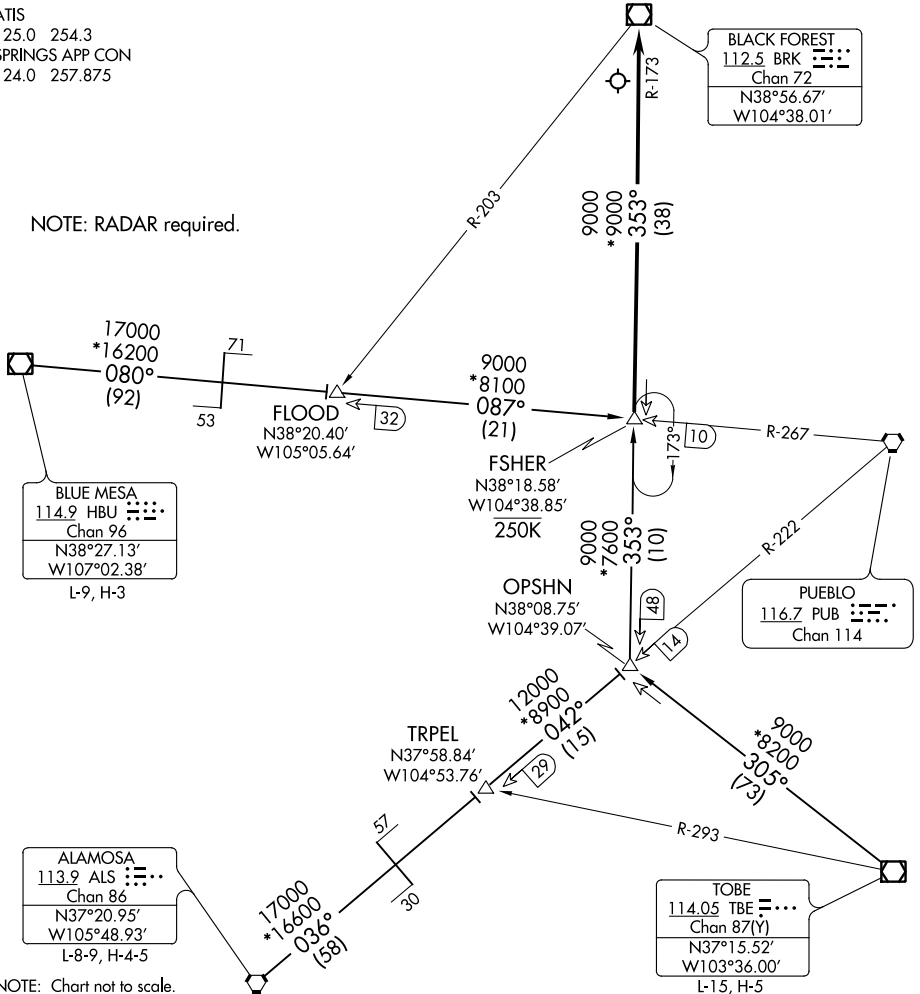 ATIS
25.0 254.3
SPRINGS APP CON
24.0 257.875
BLACK FOREST
112.5 BRK
Chan 72
N38°56.67'
W104°38.01'
R-173
R-203
NOTE: RADAR required.
9000
*9000
353°
(38)
17000
*16200
080°
(92)
71
53
FLOOD
N38°20.40'
W105°05.64'
32
9000
*8100
087°
(21)
FSHER
N38°18.58'
W104°38.85'
250K
173°
10
R-267
BLUE MESA
114.9 HBU
Chan 96
N38°27.13'
W107°02.38'
L-9, H-3
9000
*7600
353°
(10)
R-222
PUEBLO
116.7 PUB
Chan 114
OPSHN
N38°08.75'
W104°39.07'
48
14
12000
*8900
042°
(15)
TRPEL
N37°58.84'
W104°53.76'
29
9000
*8200
305°
(73)
R-293
57
30
17000
*16600
036°
(58)
ALAMOSA
113.9 ALS
Chan 86
N37°20.95'
W105°48.93'
L-8-9, H-4-5
TOBE
114.05 TBE
Chan 87(Y)
N37°15.52'
W103°36.00'
L-15, H-5
NOTE: Chart not to scale.